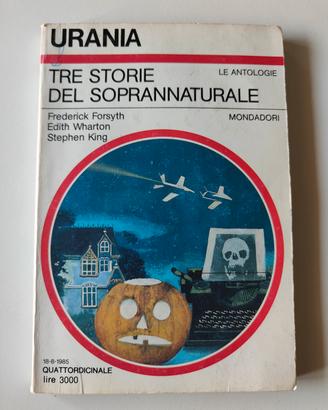 URANIA
TRE STORIE
DEL SOPRANNATURALE
LE ANTOLOGIE
Frederick Forsyth
Edith Wharton
Stephen King
MONDADORI
18-8-1985
QUATTORDICINALE
lire 3000